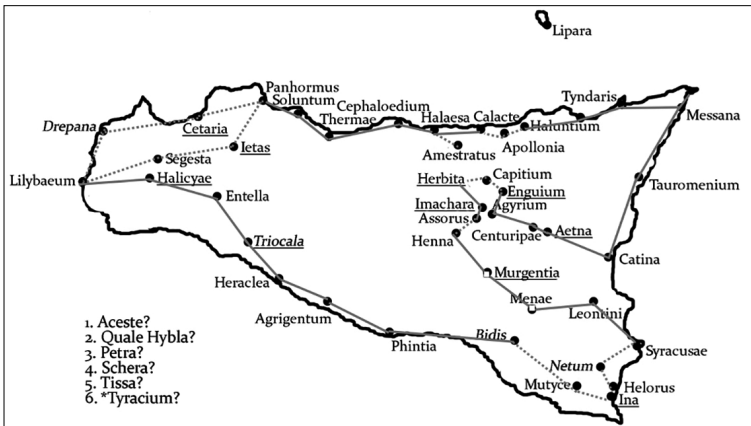 Lipara
Panhormus
Soluntum
Tyndaris
Cephaloedium
Thermae
Halaesa
Calacte
Haluntium
Messana
Drepana
Cetaria
Apollonia
Ietas
Amestratus
Segesta
Capitium
Lilybaeum
Halicyae
Herbita
Tauromenium
Enguium
Entella
Imachara
Agyrium
Assorus
Centuripae
Aetna
Triocala
Henna
Catina
Murgentia
Heraclea
Menae
Leontini
Agrigentum
1. Aceste?
2. Quale Hybla?
3. Petra?
4. Schera?
5. Tissa?
6. *Tyracium?
Phintia
Bidis
Syracusae
Netum
Mutyce
Helorus
Ina